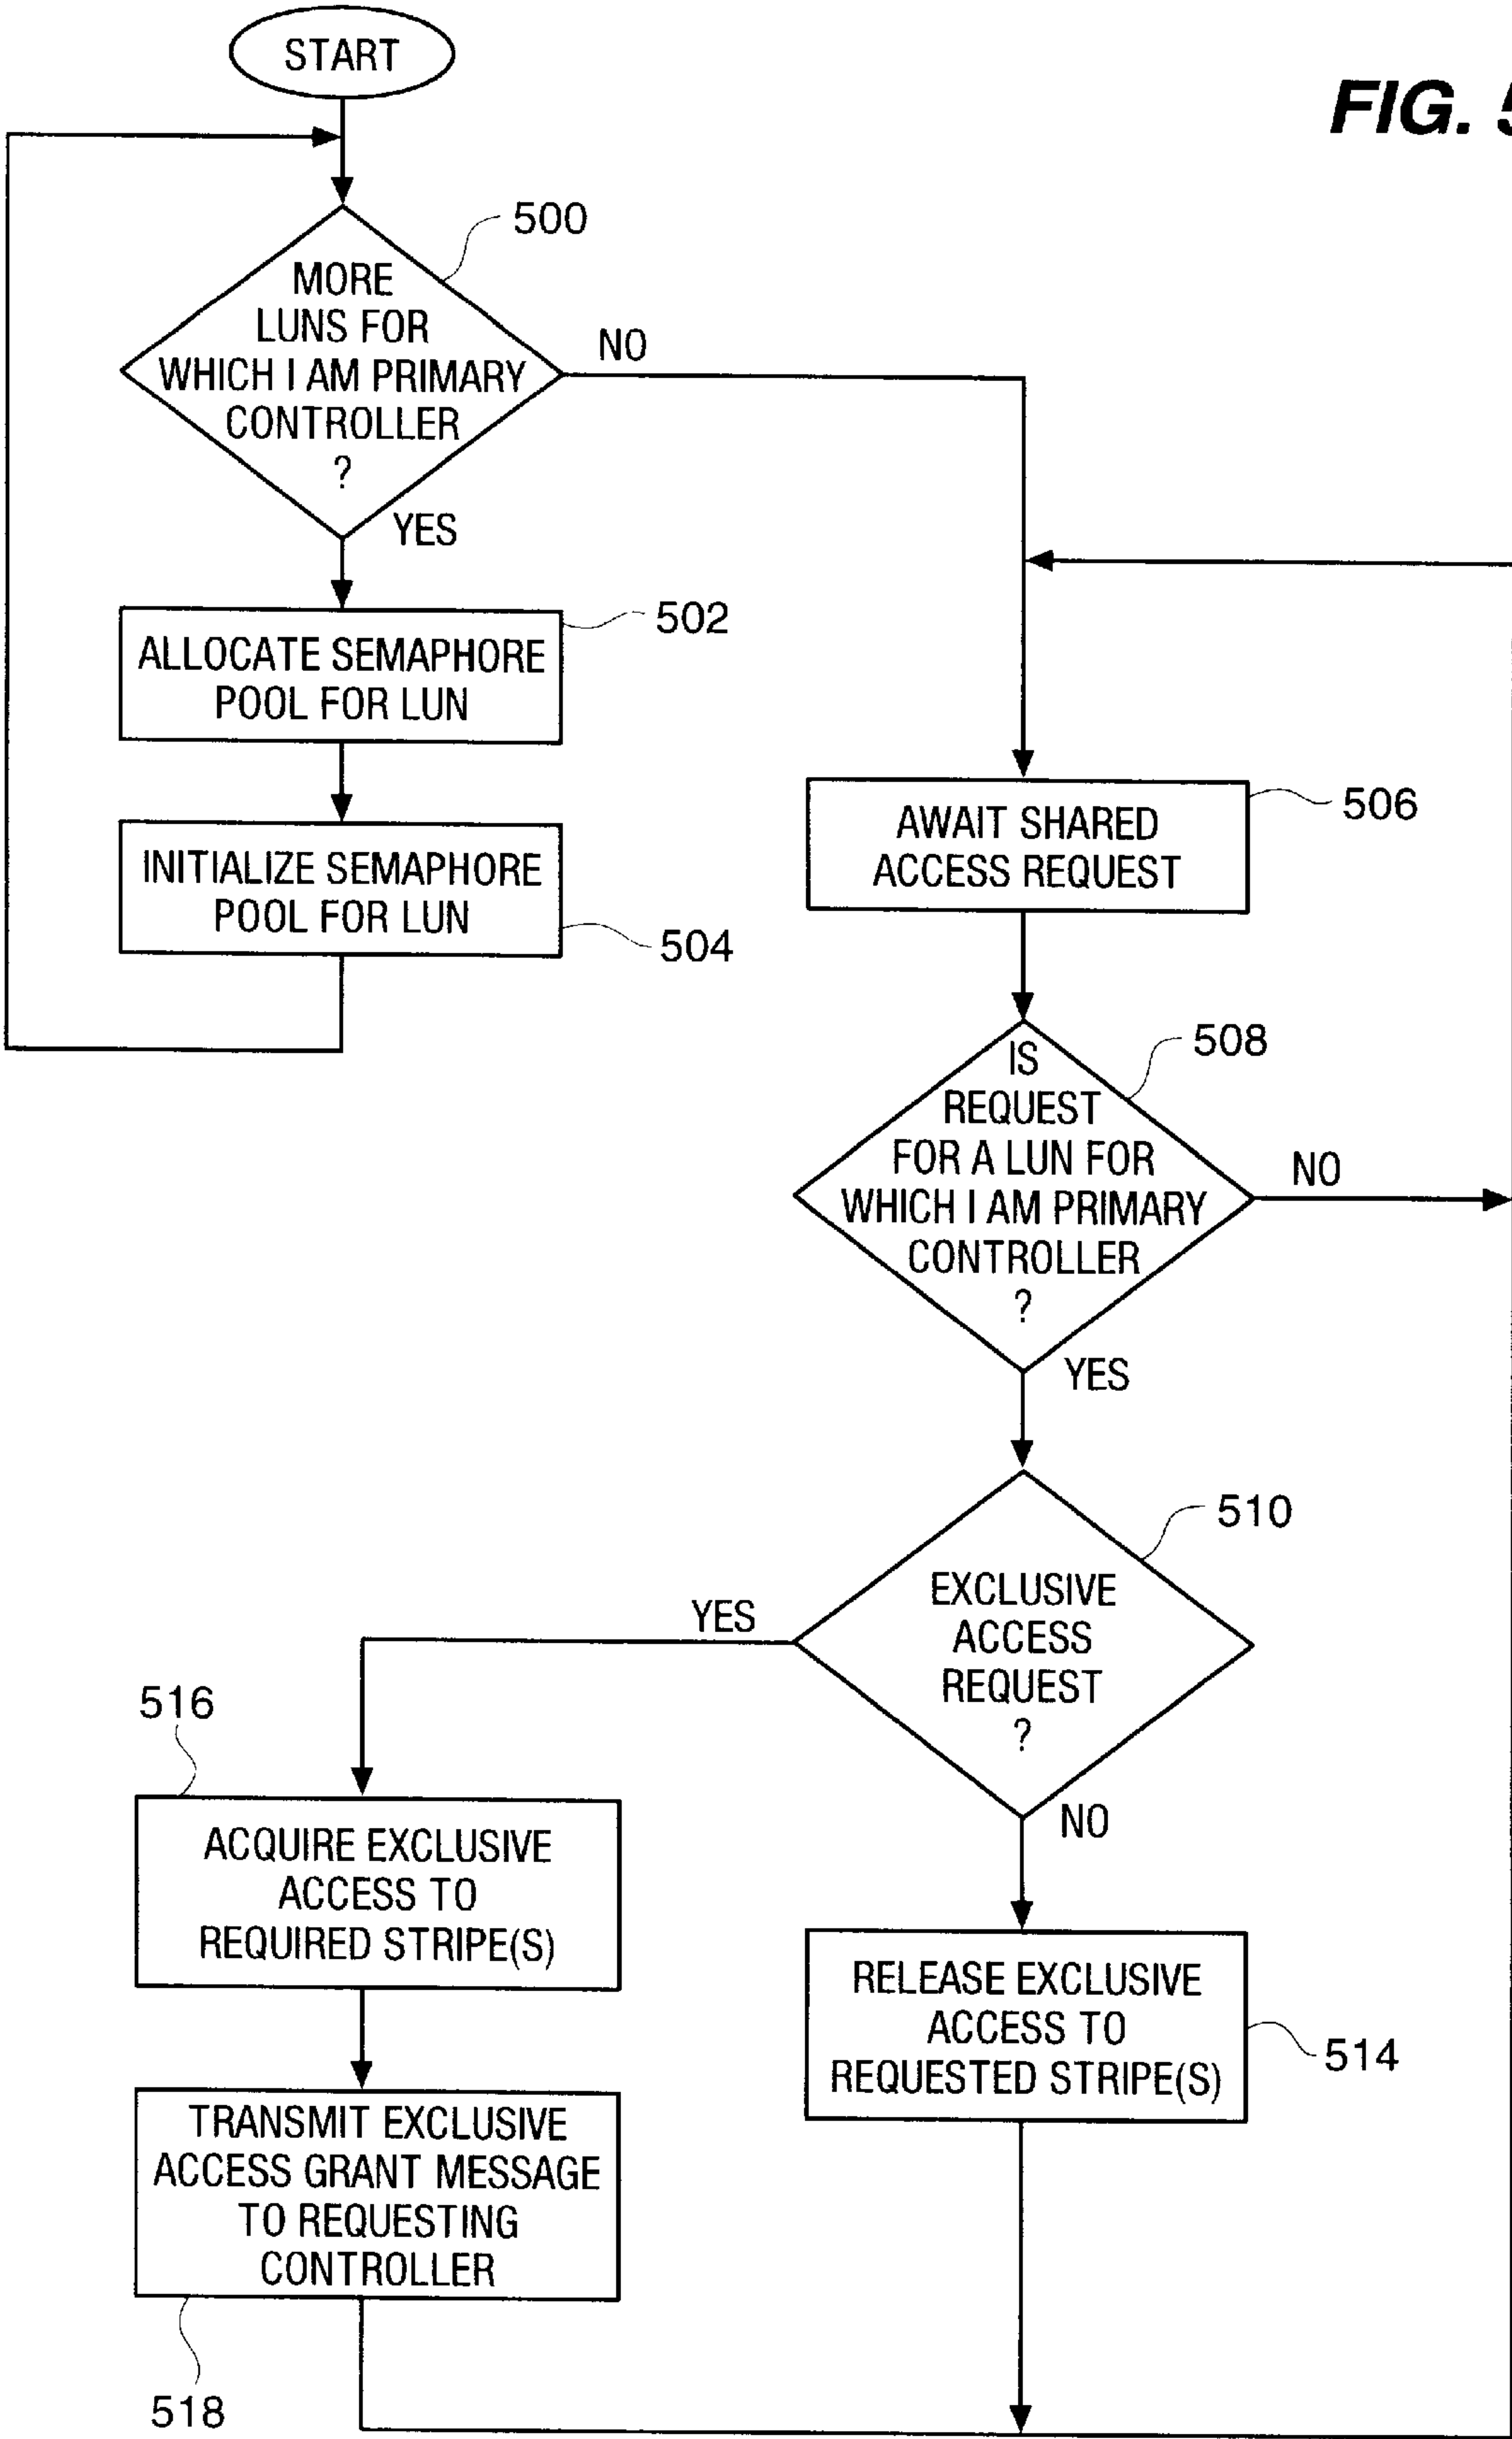 START
FIG. 5
500
MORE
LUNS FOR
WHICH I AM PRIMARY
CONTROLLER
?
NO
YES
502
ALLOCATE SEMAPHORE
POOL FOR LUN
INITIALIZE SEMAPHORE
POOL FOR LUN
504
AWAIT SHARED
ACCESS REQUEST
506
IS
REQUEST
FOR A LUN FOR
WHICH I AM PRIMARY
CONTROLLER
?
508
NO
YES
510
EXCLUSIVE
ACCESS
REQUEST
?
YES
NO
516
ACQUIRE EXCLUSIVE
ACCESS TO
REQUIRED STRIPE(S)
RELEASE EXCLUSIVE
ACCESS TO
REQUESTED STRIPE(S)
514
TRANSMIT EXCLUSIVE
ACCESS GRANT MESSAGE
TO REQUESTING
CONTROLLER
518